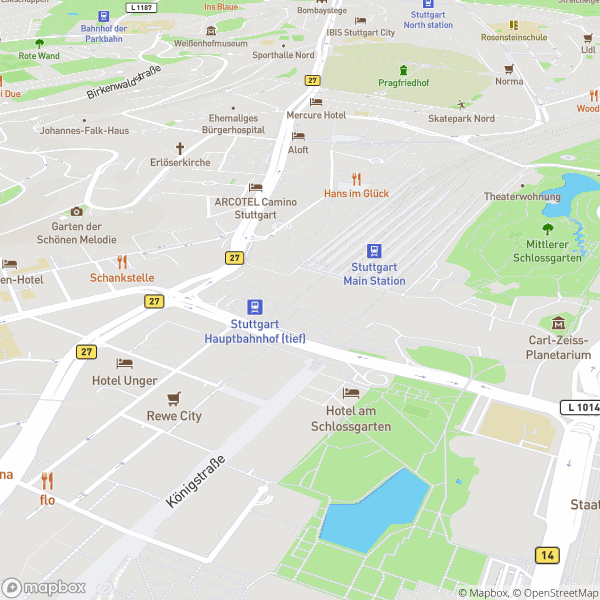 L 1187
Ins Blaue
Bombaystege
Bahnhof der
Parkbahn
Stuttgart
North station
Rosensteinschule
IBIS Stuttgart City
Rote Wand
Weißenhofmuseum
Sporthalle Nord
Lidl
27
Birkenwaldstraße
Pragfriedhof
Norma
i Due
Mercure Hotel
Wood
Ehemaliges
Bürgerhospital
Skatepark Nord
Johannes-Falk-Haus
Aloft
Erlöserkirche
Hans im Glück
Theaterwohnung
ARCOTEL Camino
Stuttgart
Garten der
Schönen Melodie
Mittlerer
Schlossgarten
27
en-Hotel
Schankstelle
Stuttgart
Main Station
27
Stuttgart
Hauptbahnhof (tief)
Carl-Zeiss-
Planetarium
27
Hotel Unger
Rewe City
Hotel am
Schlossgarten
L 1014
Königstraße
na
flo
Staat
14
mapbox
© Mapbox, © OpenStreetMap